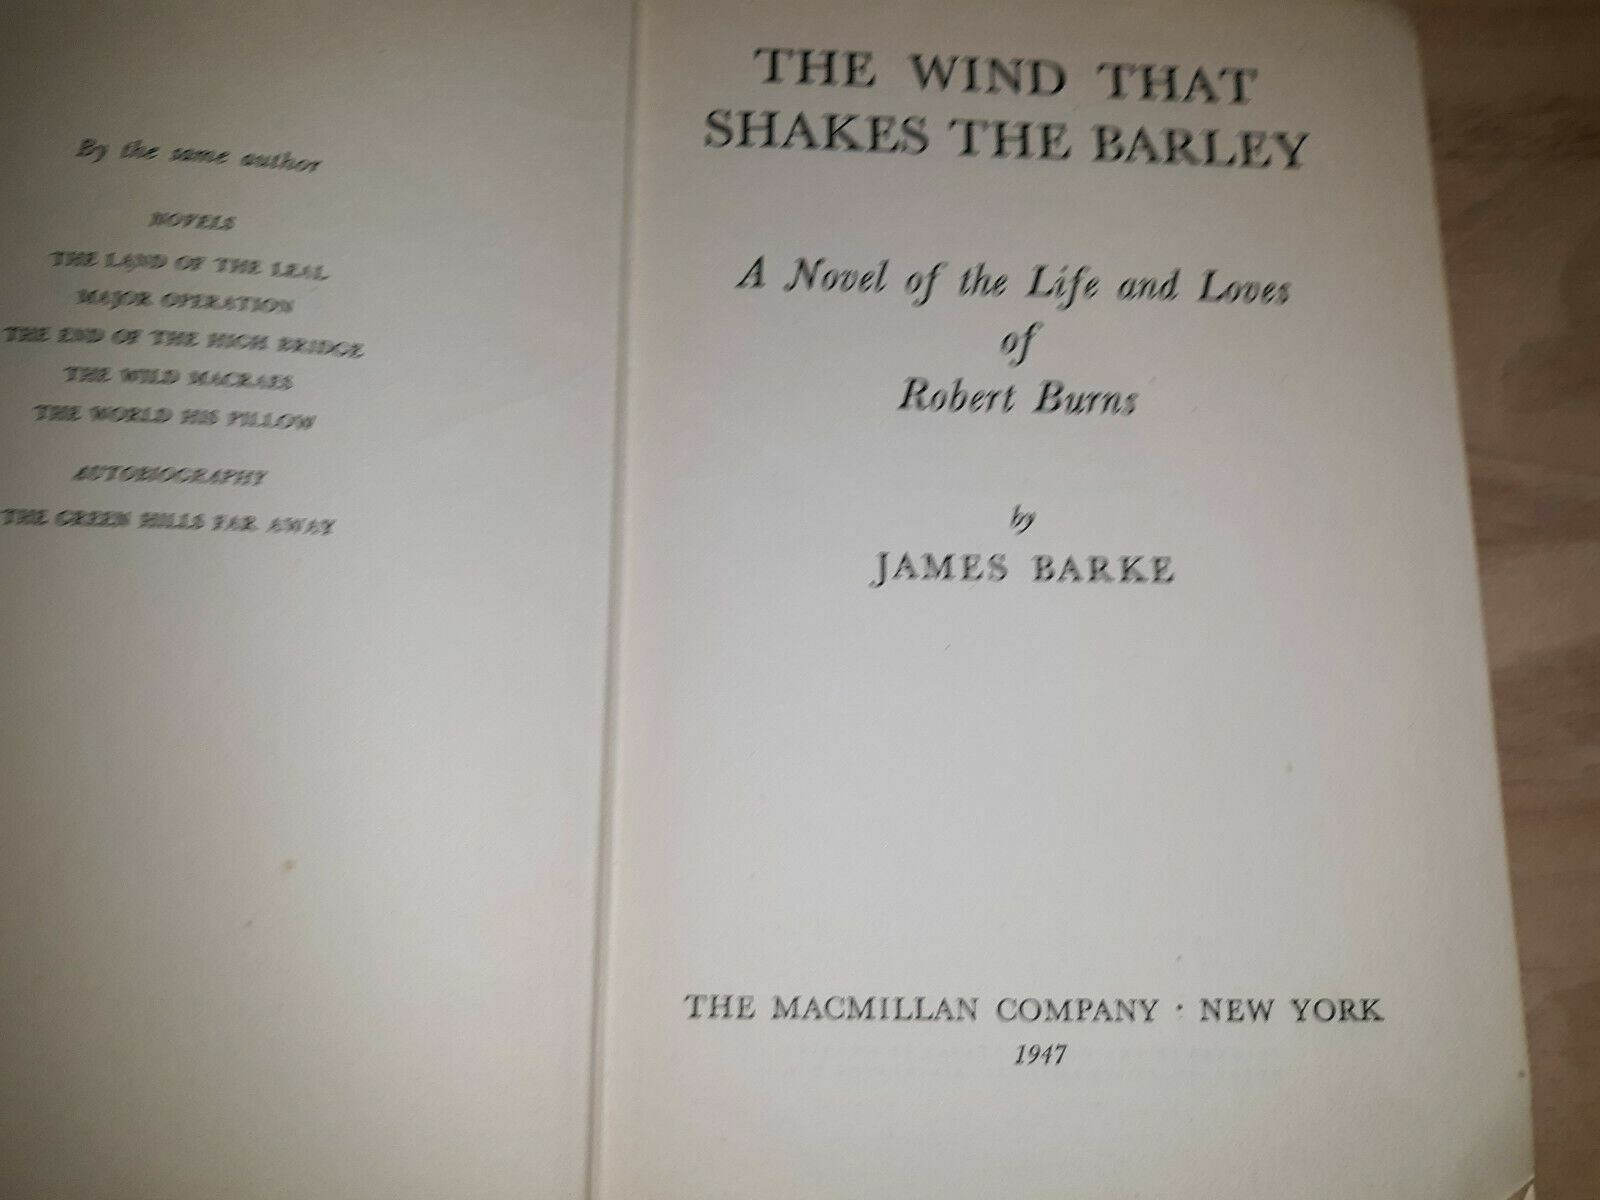 By the same author
NOVELS
THE LAND OF THE LEAL
MAJOR OPERATION
THE END OF THE HIGH BRIDGE
THE WILD MACRAES
THE WORLD HIS PILLOW
AUTOBIOGRAPHY
THE GREEN HILLS FAR AWAY
THE WIND THAT
SHAKES THE BARLEY
A Novel of the Life and Loves
of
Robert Burns
by
JAMES BARKE
THE MACMILLAN COMPANY · NEW YORK
1947